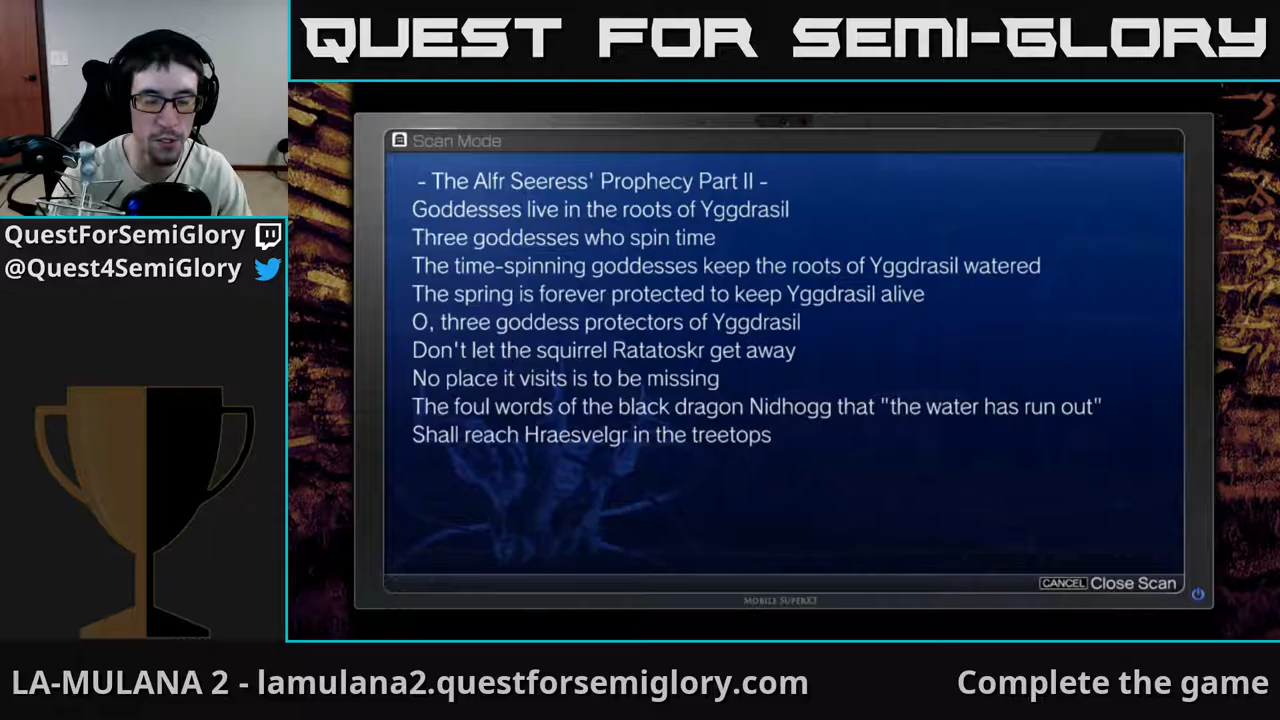 QUEST FOR SEMI-GLORY
Scan Mode
- The Alfr Seeress' Prophecy Part II -
Goddesses live in the roots of Yggdrasil
Three goddesses who spin time
The time-spinning goddesses keep the roots of Yggdrasil watered
The spring is forever protected to keep Yggdrasil alive
O, three goddess protectors of Yggdrasil
Don't let the squirrel Ratatoskr get away
No place it visits is to be missing
The foul words of the black dragon Nidhogg that "the water has run out"
Shall reach Hraesvelgr in the treetops
CANCEL Close Scan
MOBILE SUPERX3
QuestForSemiGlory
@Quest4SemiGlory
LA-MULANA 2 - lamulana2.questforsemiglory.com
Complete the game